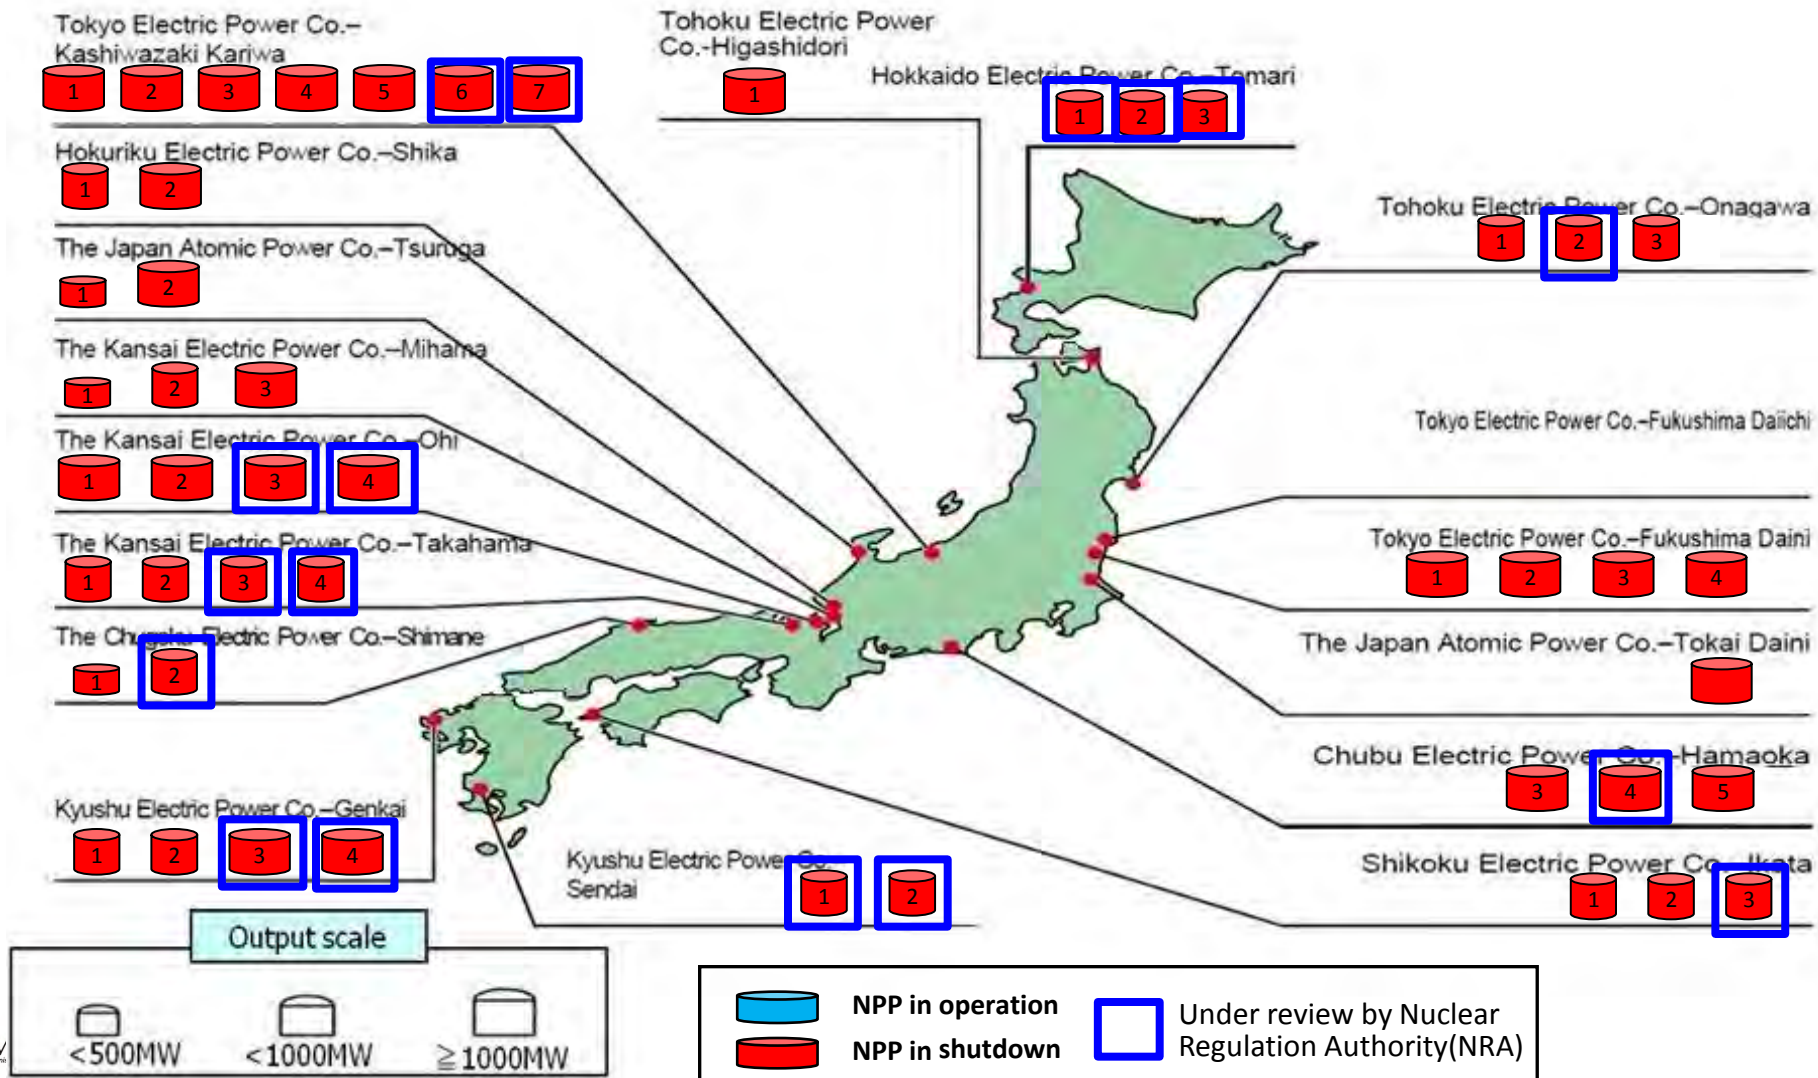 Tokyo Electric Power Co.–
Kashiwazaki Kariwa
1 2 3 4 5 6 7
Hokuriku Electric Power Co.–Shika
1 2
The Japan Atomic Power Co.–Tsuruga
1 2
The Kansai Electric Power Co.–Mihama
1 2 3
The Kansai Electric Power Co.–Ohi
1 2 3 4
The Kansai Electric Power Co.–Takahama
1 2 3 4
The Chugoku Electric Power Co.–Shimane
1 2
Kyushu Electric Power Co.–Genkai
1 2 3 4
Tohoku Electric Power
Co.-Higashidori
1
Hokkaido Electric Power Co.–Tomari
1 2 3
Tohoku Electric Power Co.–Onagawa
1 2 3
Tokyo Electric Power Co.–Fukushima Daiichi
Tokyo Electric Power Co.–Fukushima Daini
1 2 3 4
The Japan Atomic Power Co.–Tokai Daini
Chubu Electric Power Co.–Hamaoka
3 4 5
Shikoku Electric Power Co.–Ikata
1 2 3
Kyushu Electric Power Co.
Sendai
1 2
Output scale
<500MW <1000MW ≧1000MW
NPP in operation
NPP in shutdown
Under review by Nuclear
Regulation Authority(NRA)